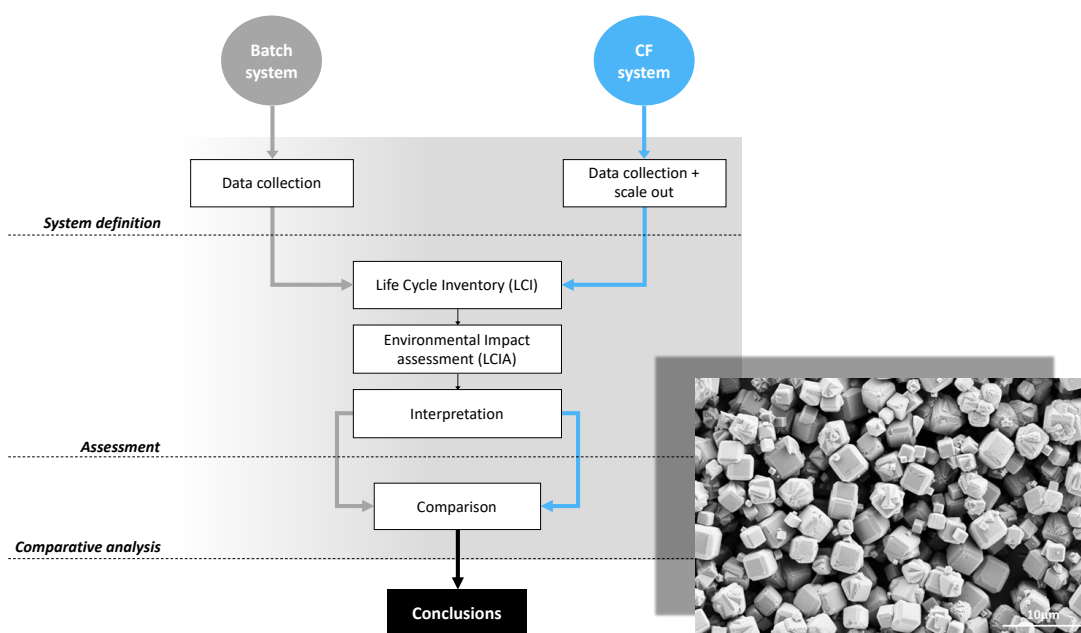 Batch
system
CF
system
Data collection
Data collection +
scale out
System definition
Life Cycle Inventory (LCI)
Environmental Impact
assessment (LCIA)
Interpretation
Assessment
Comparison
Comparative analysis
Conclusions
10µm